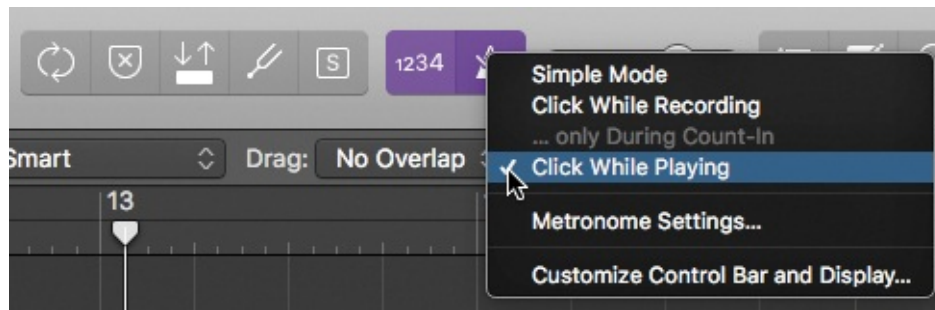 S
1234
Simple Mode
Click While Recording
... only During Count-In
Smart
Drag: No Overlap
Click While Playing
13
Metronome Settings...
Customize Control Bar and Display...